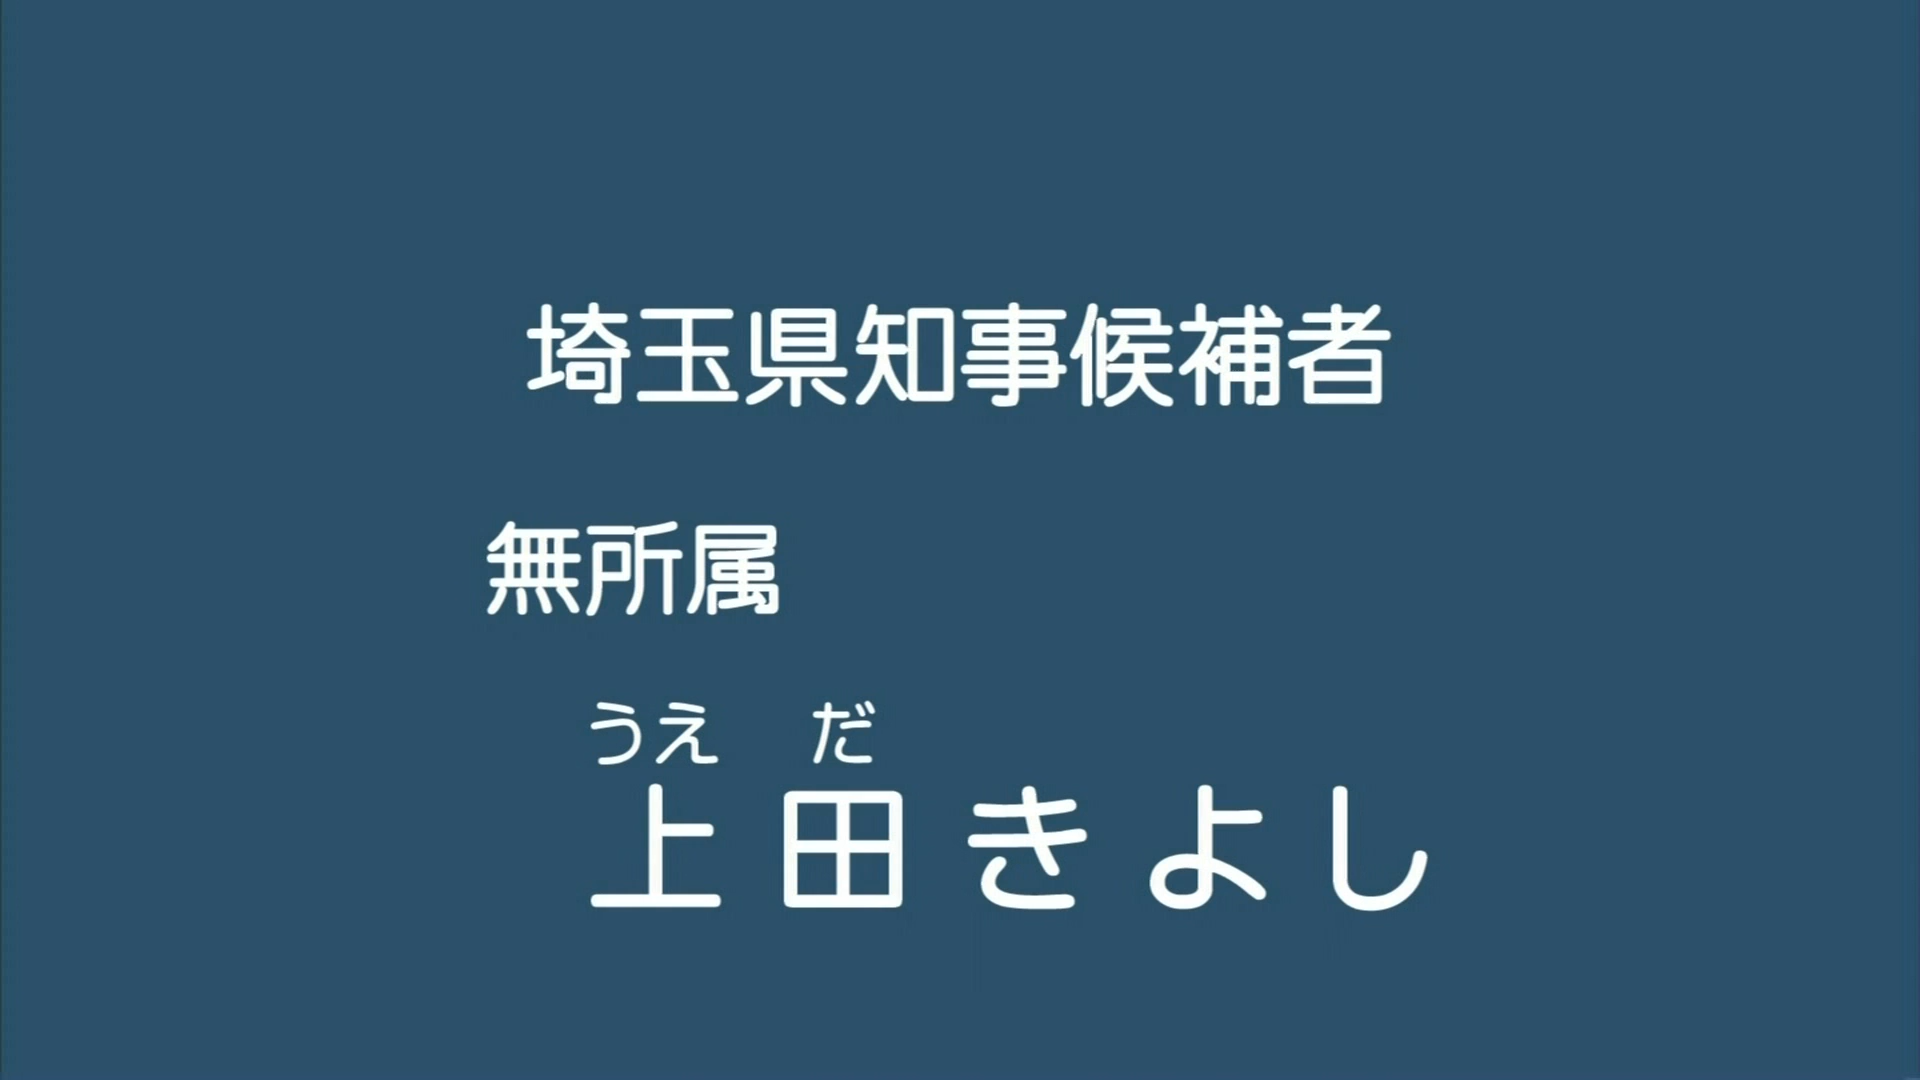 埼玉県知事候補者
無所属
うえ だ
上田きよし